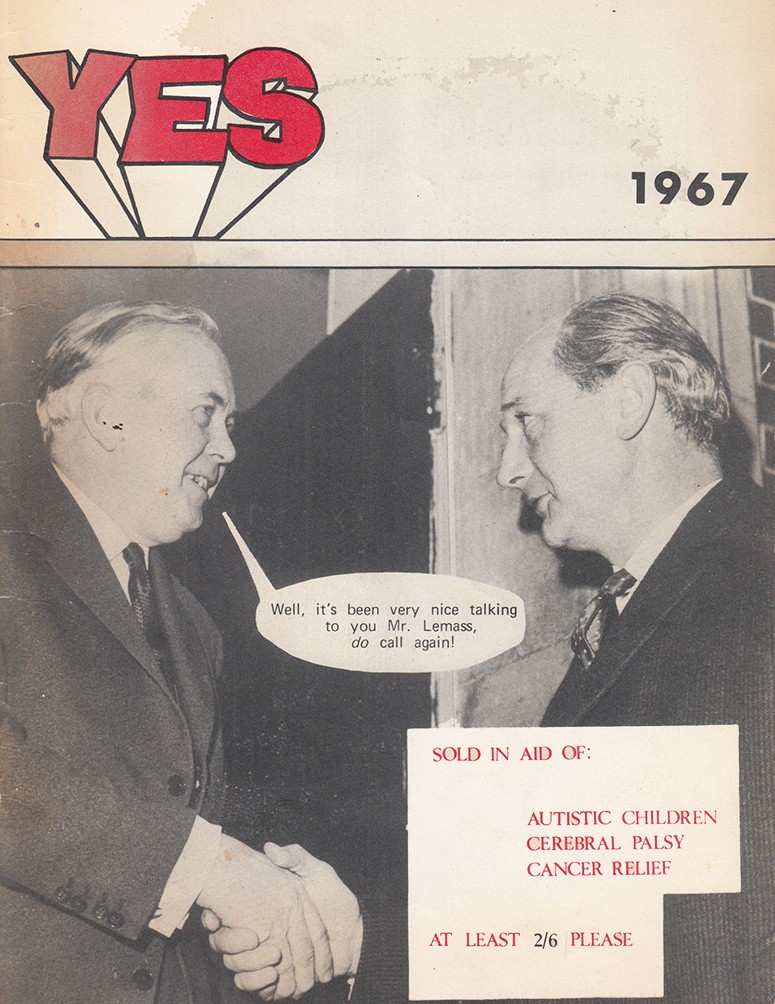 YES
1967
Well, it's been very nice talking
to you Mr. Lemass,
do call again!
SOLD IN AID OF:
AUTISTIC CHILDREN
CEREBRAL PALSY
CANCER RELIEF
AT LEAST 2/6 PLEASE